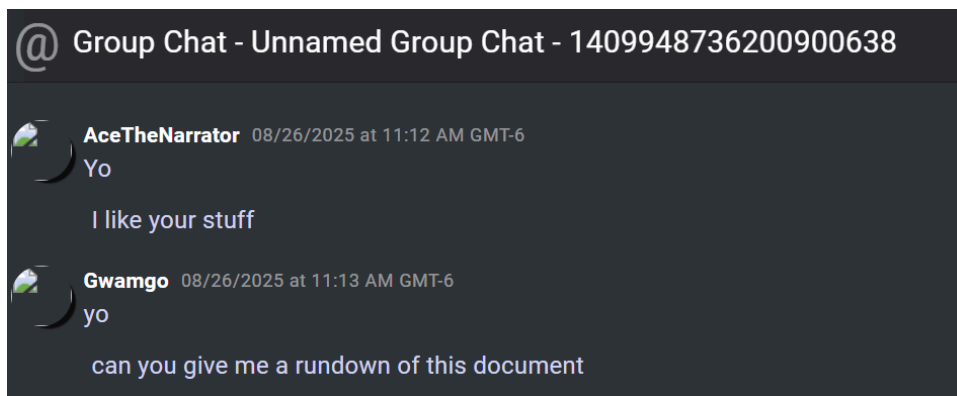 @ Group Chat - Unnamed Group Chat - 1409948736200900638
AceTheNarrator 08/26/2025 at 11:12 AM GMT-6
Yo
I like your stuff
Gwamgo 08/26/2025 at 11:13 AM GMT-6
yo
can you give me a rundown of this document